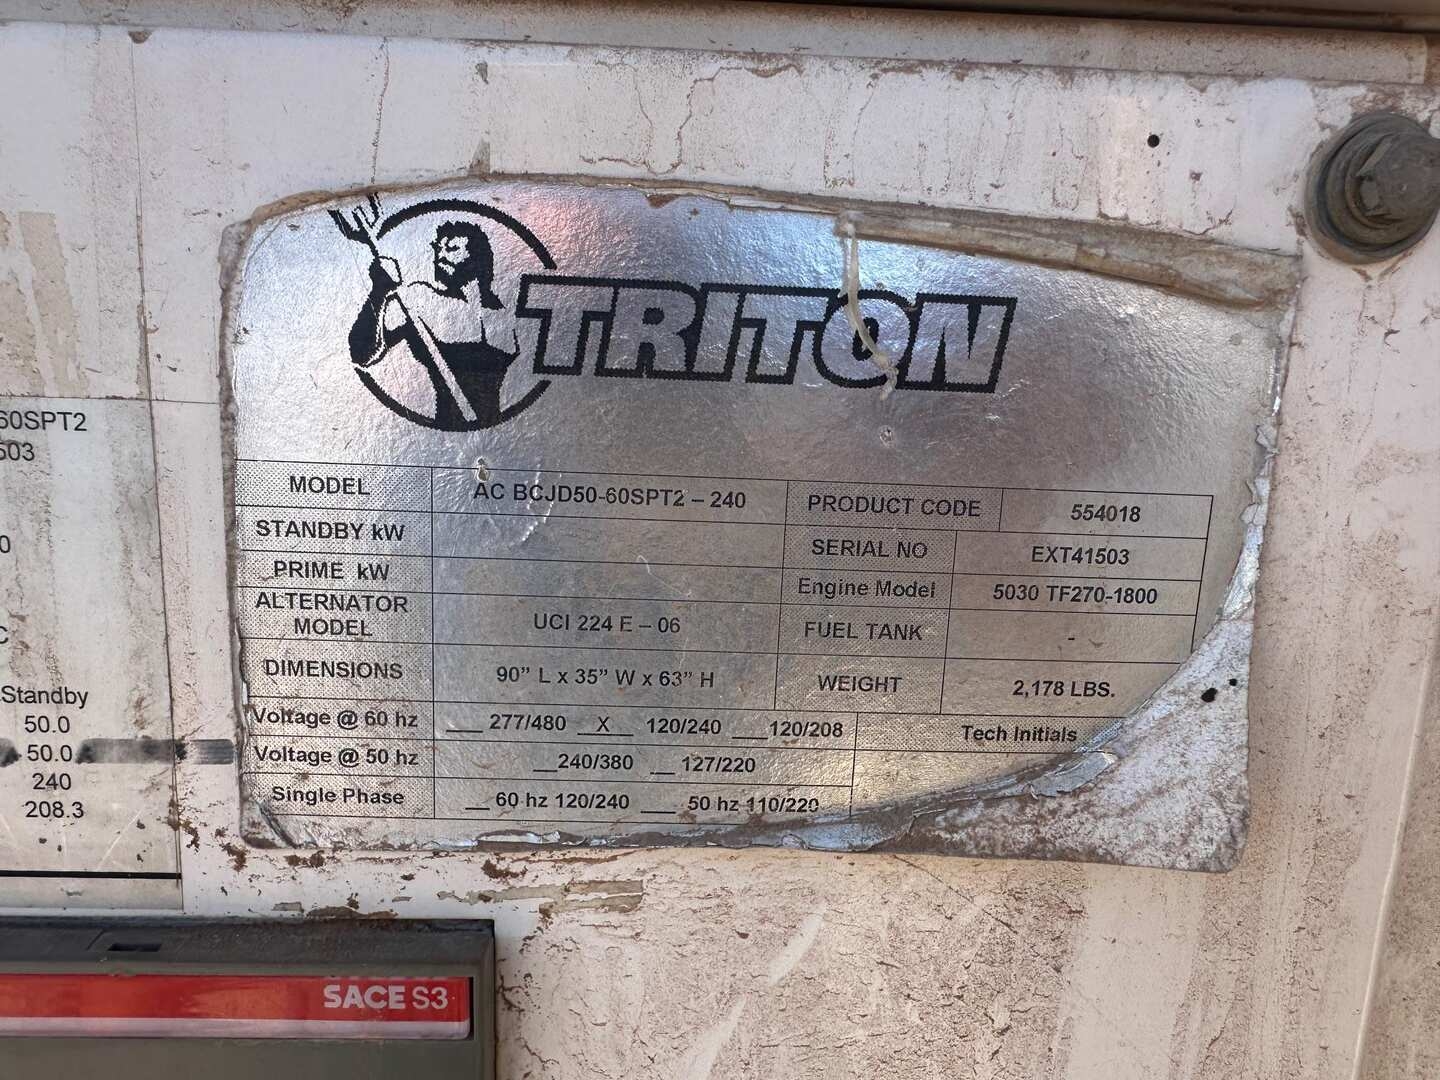 TRITON
MODEL AC BCJD50-60SPT2 – 240 PRODUCT CODE 554018
STANDBY kW SERIAL NO EXT41503
PRIME kW Engine Model 5030 TF270-1800
ALTERNATOR MODEL UCI 224 E – 06 FUEL TANK -
DIMENSIONS 90” L x 35” W x 63” H WEIGHT 2,178 LBS.
Voltage @ 60 hz ___ 277/480 _X_ 120/240 ___120/208 Tech Initials
Voltage @ 50 hz __240/380 __ 127/220
Single Phase __ 60 hz 120/240 ___ 50 hz 110/220
60SPT2
503
0
C
Standby
50.0
50.0
240
208.3
SACE S3